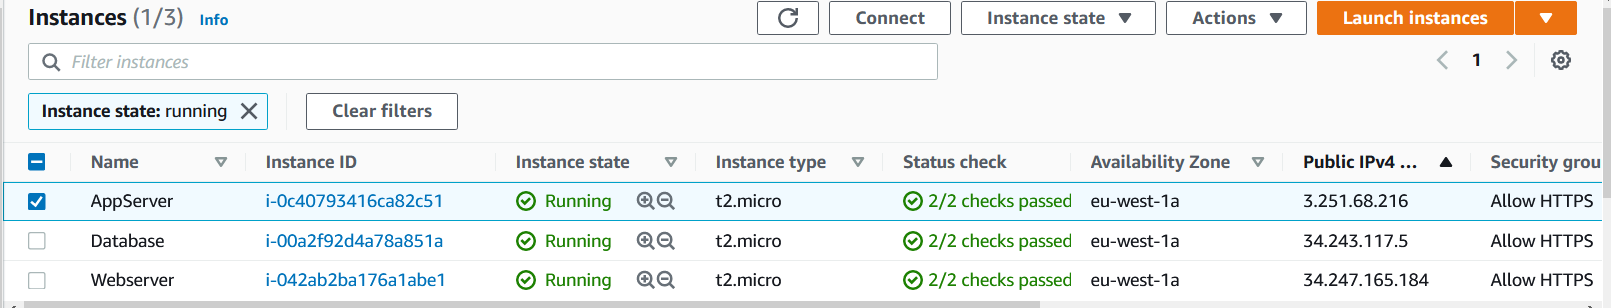 Instances (1/3) Info Connect Instance state Actions Launch instances
Filter instances 1
Instance state: running Clear filters
Name Instance ID Instance state Instance type Status check Availability Zone Public IPv4 ... Security grou
AppServer i-0c40793416ca82c51 Running t2.micro 2/2 checks passed eu-west-1a 3.251.68.216 Allow HTTPS
Database i-00a2f92d4a78a851a Running t2.micro 2/2 checks passed eu-west-1a 34.243.117.5 Allow HTTPS
Webserver i-042ab2ba176a1abe1 Running t2.micro 2/2 checks passed eu-west-1a 34.247.165.184 Allow HTTPS